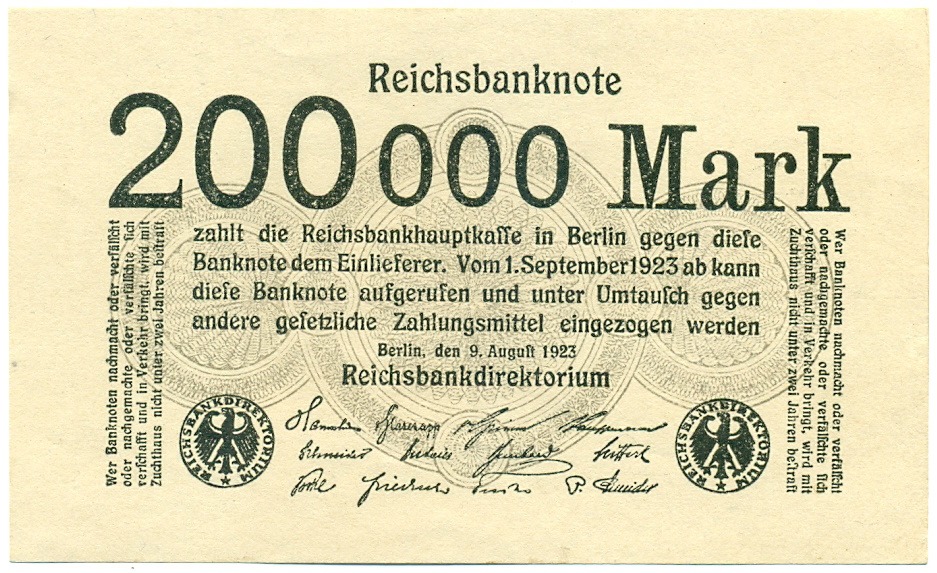 Reichsbanknote
200000 Mark
zahlt die Reichsbankhauptkaſſe in Berlin gegen dieſe
Banknote dem Einlieferer. Vom 1. September 1923 ab kann
dieſe Banknote aufgerufen und unter Umtauſch gegen
andere geſetzliche Zahlungsmittel eingezogen werden
Berlin, den 9. Auguſt 1923
Reichsbankdirektorium
Wer Banknoten nachmacht oder verfälſcht
oder nachgemachte oder verfälſchte ſich
verſchafft und in Verkehr bringt, wird mit
Zuchthaus nicht unter zwei Jahren beſtraft
Wer Banknoten nachmacht oder verfälſcht
oder nachgemachte oder verfälſchte ſich
verſchafft und in Verkehr bringt, wird mit
Zuchthaus nicht unter zwei Jahren beſtraft
REICHSBANKDIREKTORIUM
REICHSBANKDIREKTORIUM
Schneider
P. Schneider